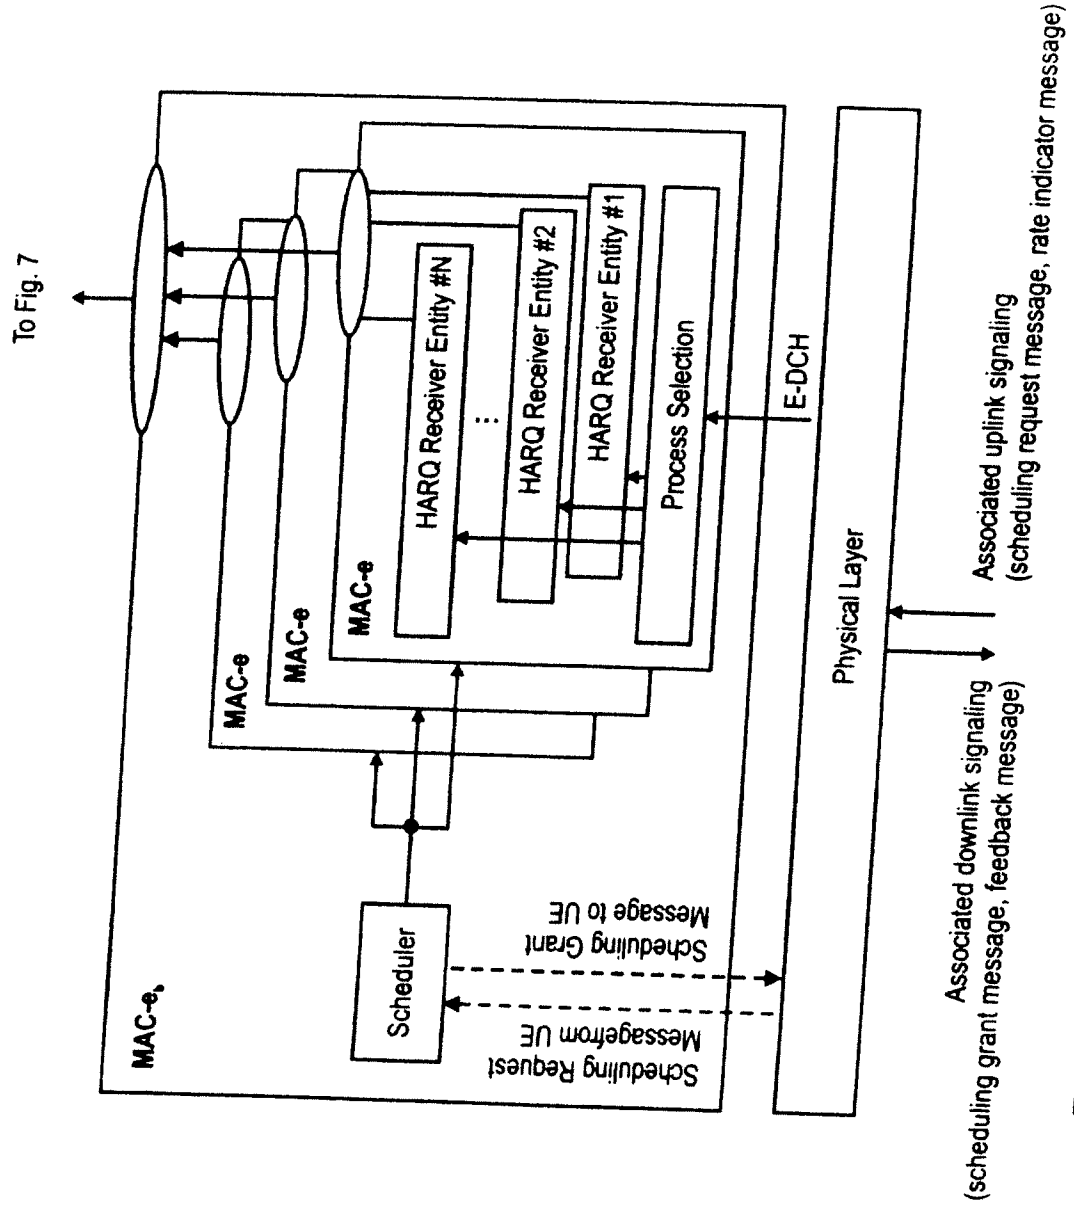 To Fig. 7
MAC-eb
MAC-e
MAC-e
MAC-e
HARQ Receiver Entity #N
...
HARQ Receiver Entity #2
HARQ Receiver Entity #1
Process Selection
Scheduler
Scheduling Request
Messagefrom UE
Scheduling Grant
Message to UE
E-DCH
Physical Layer
Associated downlink signaling
(scheduling grant message, feedback message)
Associated uplink signaling
(scheduling request message, rate indicator message)